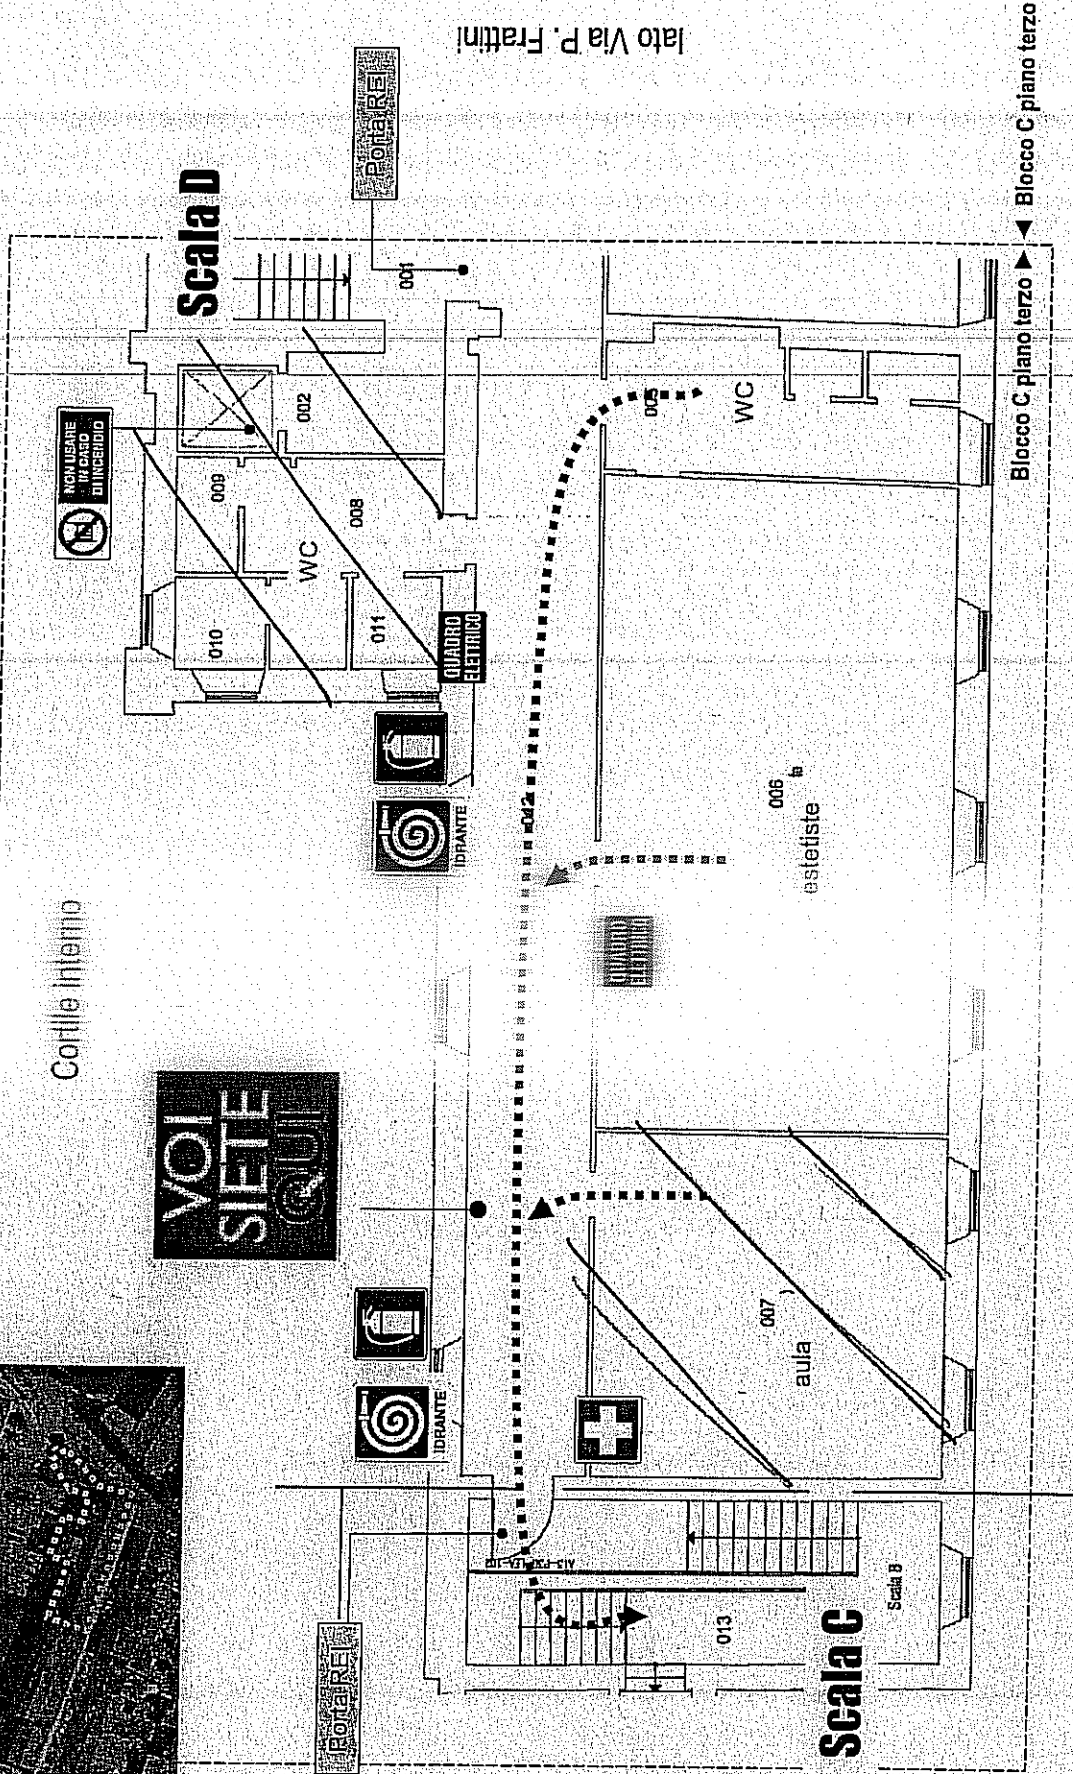 lato Via P. Frattini
Porta REI
Scala D
001
002
NON USARE
IN CASO
DI INCENDIO
009
008
WC
010
011
QUADRO
ELETTRICO
IDRANTE
005
WC
Blocco C piano terzo
Blocco C piano terzo
012
006
estetiste
QUADRO
ELETTRICO
Cortile interno
VOI
SIETE
QUI
IDRANTE
007
aula
Porta REI
013
Scala B
Scala C